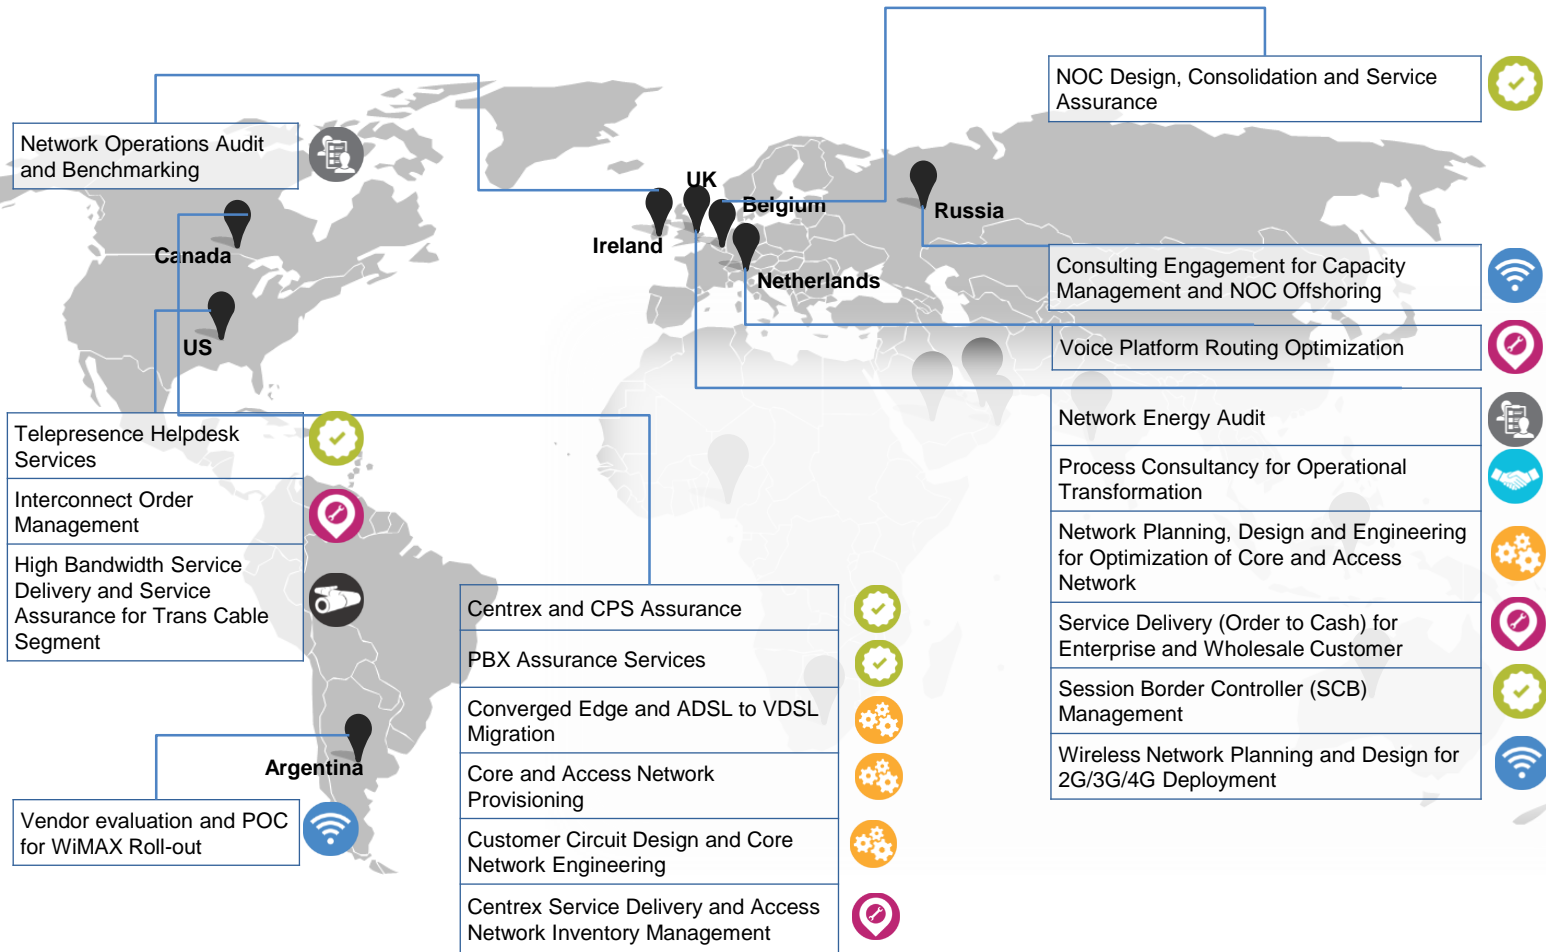 NOC Design, Consolidation and Service
Assurance
Network Operations Audit
and Benchmarking
UK
Belgium
Russia
Ireland
Canada
Netherlands
US
Consulting Engagement for Capacity
Management and NOC Offshoring
Voice Platform Routing Optimization
Network Energy Audit
Process Consultancy for Operational
Transformation
Network Planning, Design and Engineering
for Optimization of Core and Access
Network
Service Delivery (Order to Cash) for
Enterprise and Wholesale Customer
Session Border Controller (SCB)
Management
Wireless Network Planning and Design for
2G/3G/4G Deployment
Telepresence Helpdesk
Services
Interconnect Order
Management
High Bandwidth Service
Delivery and Service
Assurance for Trans Cable
Segment
Centrex and CPS Assurance
PBX Assurance Services
Converged Edge and ADSL to VDSL
Migration
Core and Access Network
Provisioning
Customer Circuit Design and Core
Network Engineering
Centrex Service Delivery and Access
Network Inventory Management
Argentina
Vendor evaluation and POC
for WiMAX Roll-out